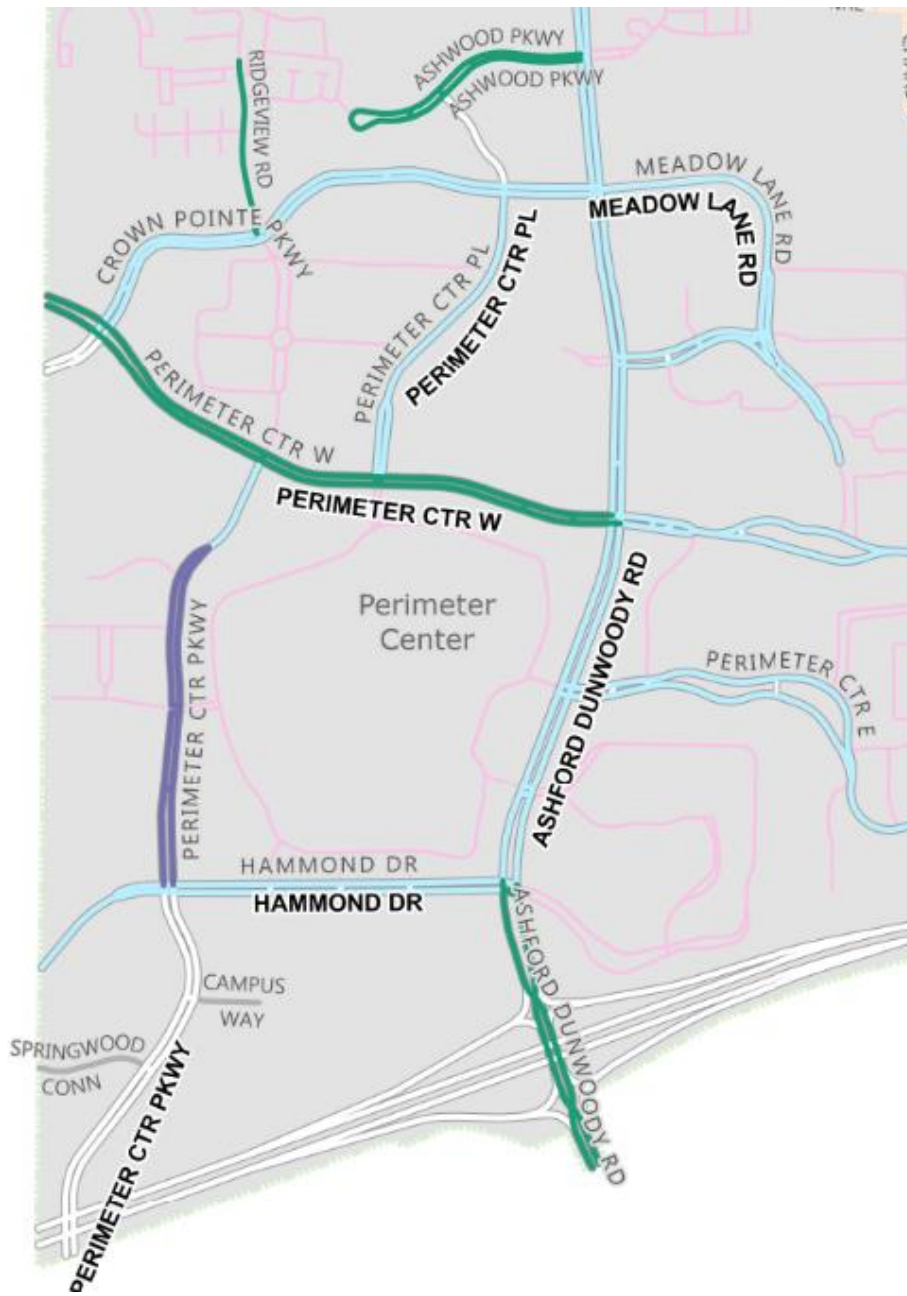 ASHWOOD PKWY
ASHWOOD PKWY
RIDGEVIEW RD
MEADOW LANE RD
MEADOW LANE RD
CROWN POINTE PKWY
PERIMETER CTR PL
PERIMETER CTR PL
PERIMETER CTR W
PERIMETER CTR W
Perimeter
Center
PERIMETER CTR PKWY
ASHFORD DUNWOODY RD
PERIMETER CTR E
HAMMOND DR
HAMMOND DR
ASHFORD DUNWOODY RD
CAMPUS
WAY
SPRINGWOOD
CONN
PERIMETER CTR PKWY